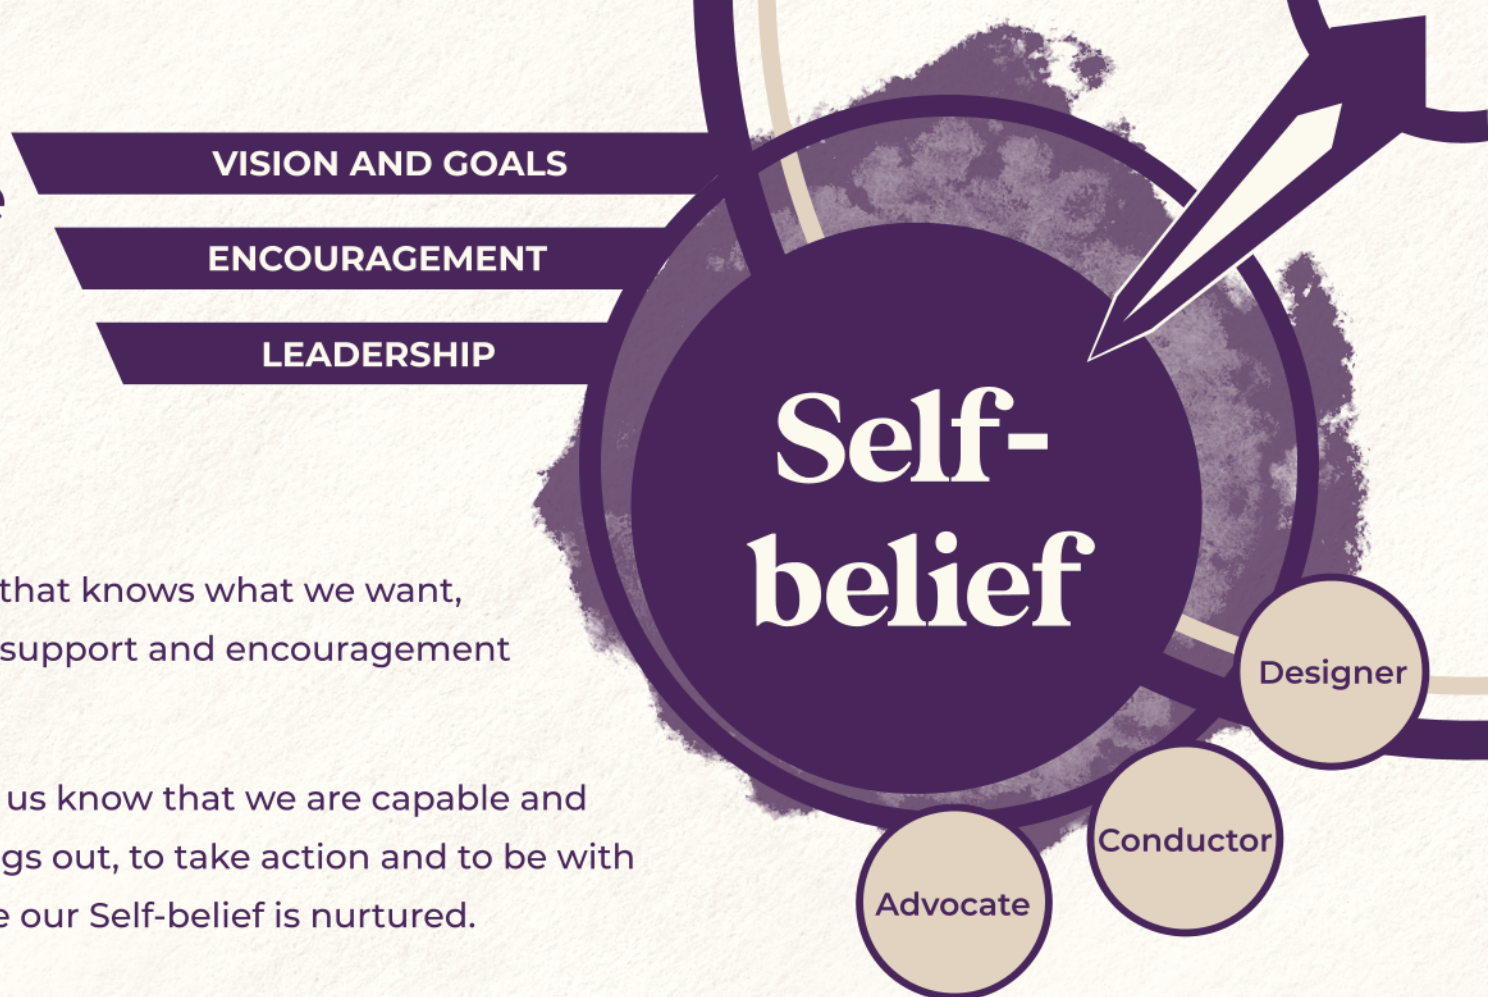 VISION AND GOALS
ENCOURAGEMENT
LEADERSHIP
Self-
belief
that knows what we want,
support and encouragement
us know that we are capable and
gs out, to take action and to be with
e our Self-belief is nurtured.
Designer
Conductor
Advocate